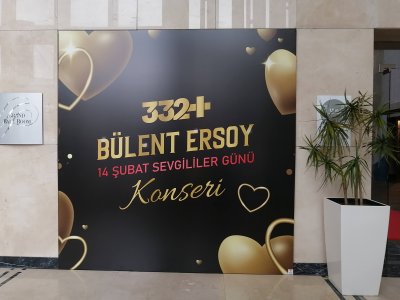 332+
BÜLENT ERSOY
14 ŞUBAT SEVGİLİLER GÜNÜ
Konseri